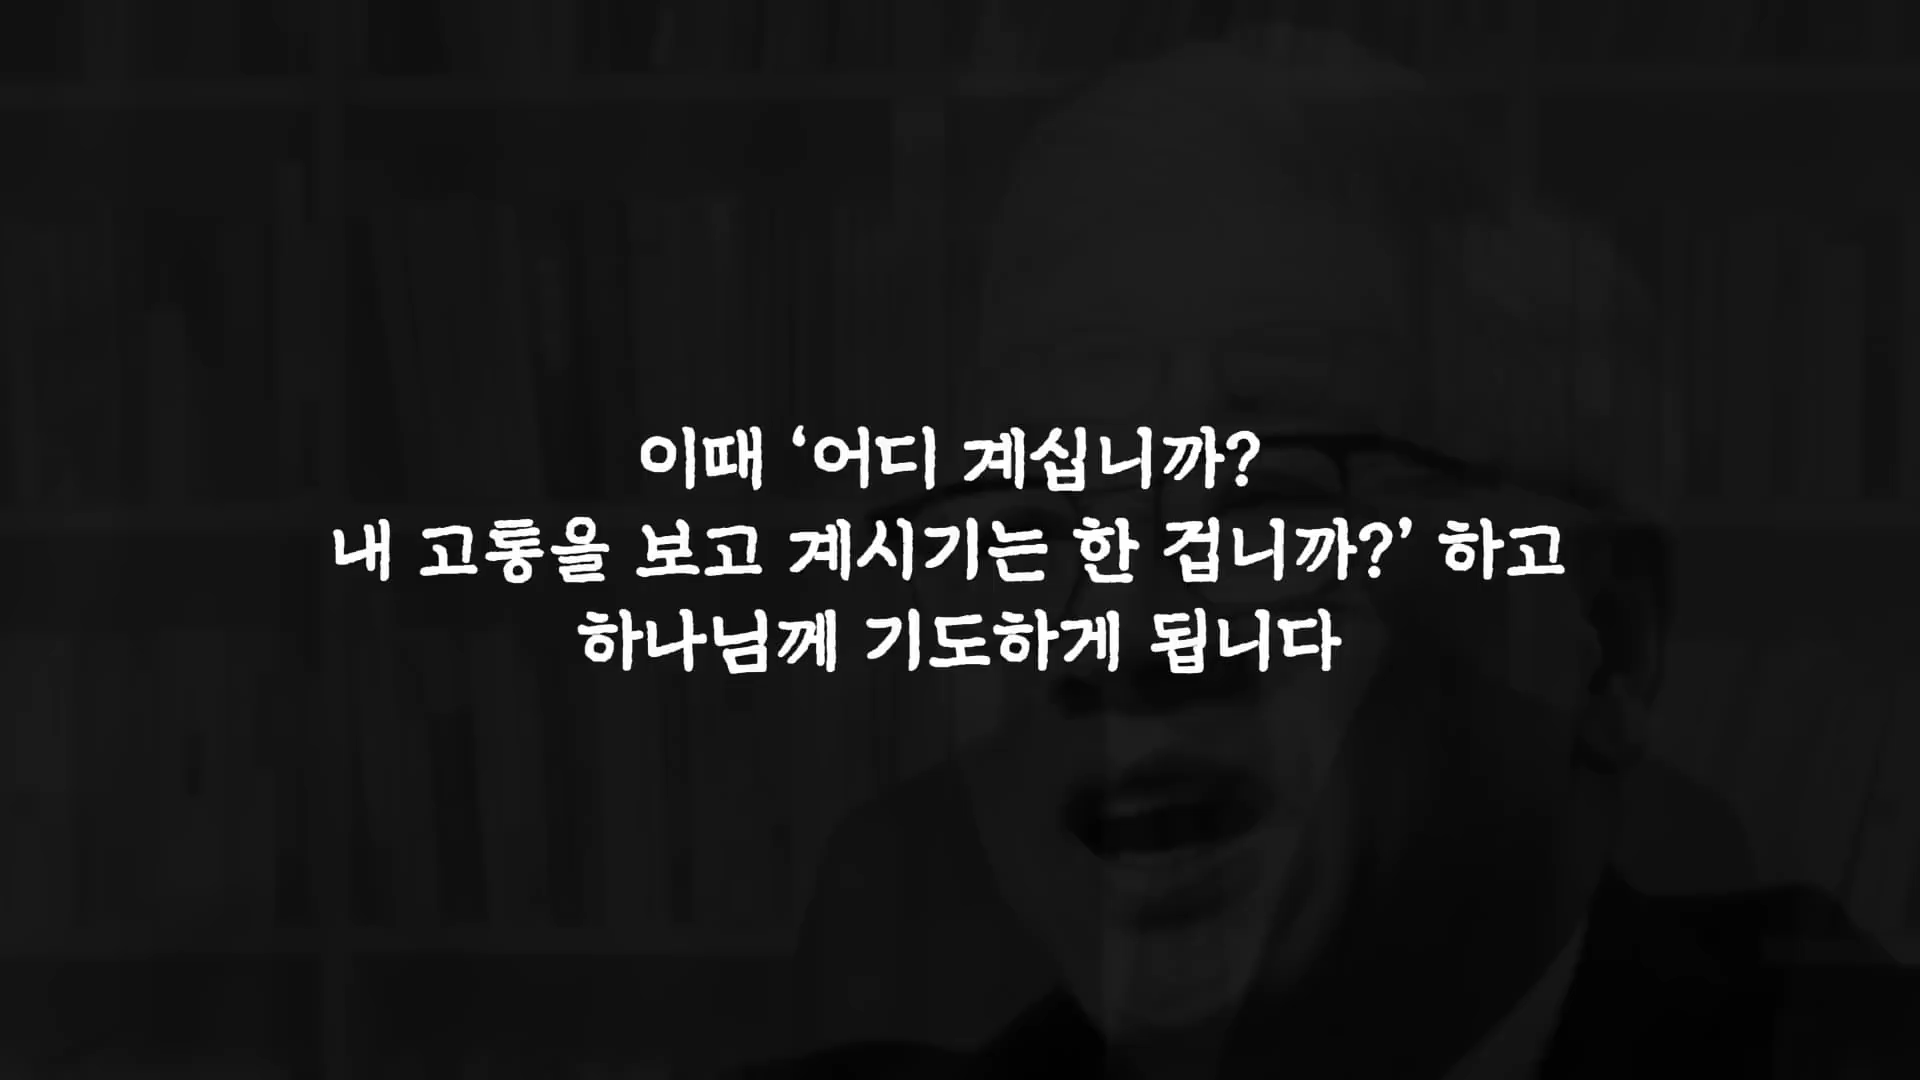 이때 ‘어디 계십니까?
내 고통을 보고 계시기는 한 겁니까?’ 하고
하나님께 기도하게 됩니다